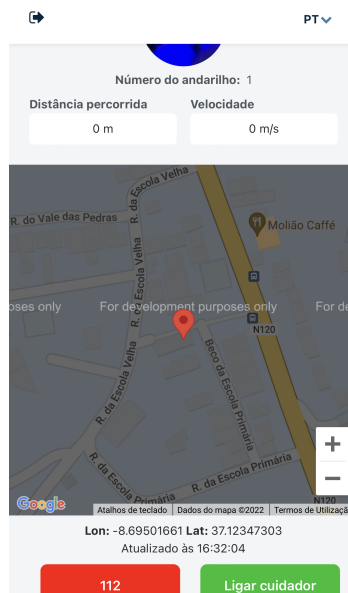 PT
Número do andarilho: 1
Distância percorrida
Velocidade
0 m
0 m/s
R. da Escola Velha
R. do Vale das Pedras
Molião Caffé
R. da Escola Velha
oses only
For development purposes only
For de
N120
Beco da Escola Primária
R. da Escola Velha
R. da Escola Primária
R. da Escola Primária
N120
Google
Atalhos de teclado
Dados do mapa ©2022
Termos de Utilizaçã
Lon: -8.69501661 Lat: 37.12347303
Atualizado às 16:32:04
112
Ligar cuidador